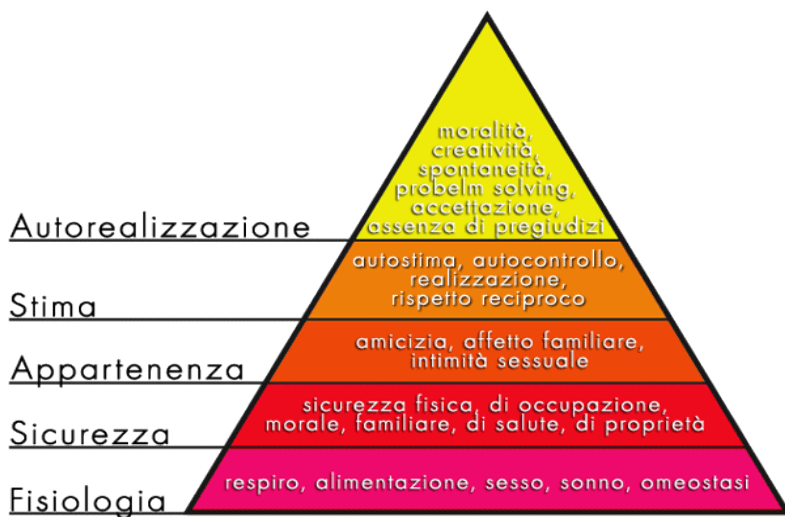 moralità,
creatività,
spontaneità,
probelm solving,
accettazione,
assenza di pregiudizi
Autorealizzazione
autostima, autocontrollo,
realizzazione,
rispetto reciproco
Stima
amicizia, affetto familiare,
intimità sessuale
Appartenenza
sicurezza fisica, di occupazione,
morale, familiare, di salute, di proprietà
Sicurezza
respiro, alimentazione, sesso, sonno, omeostasi
Fisiologia